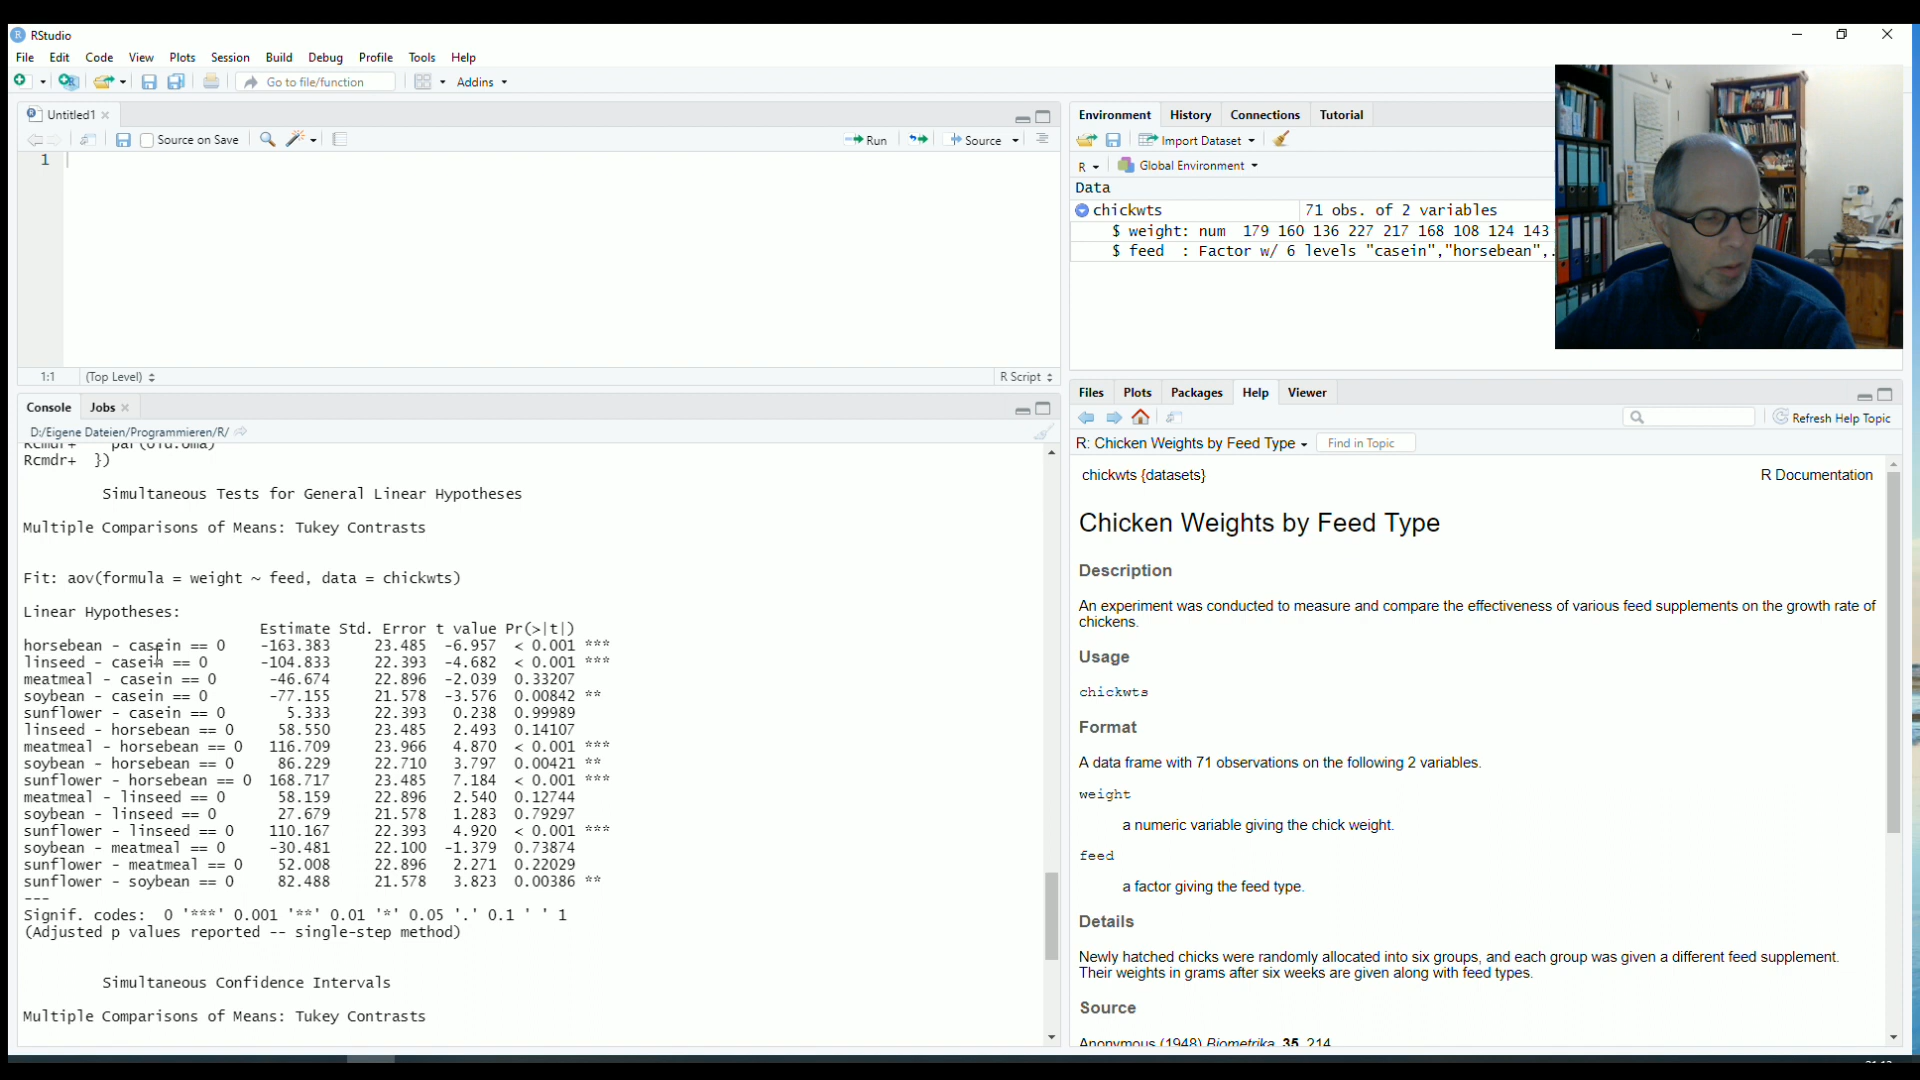 RStudio
File Edit Code View Plots Session Build Debug Profile Tools Help
Go to file/function Addins
Untitled1
Source on Save Run Source
1
1:1 (Top Level) R Script
Console Jobs
D:/Eigene Dateien/Programmieren/R/
Rcmdr+ par(old.oma)
Rcmdr+ })
Simultaneous Tests for General Linear Hypotheses
Multiple Comparisons of Means: Tukey Contrasts
Fit: aov(formula = weight ~ feed, data = chickwts)
Linear Hypotheses:
Estimate Std. Error t value Pr(>|t|)
horsebean - casein == 0 -163.383 23.485 -6.957 < 0.001 ***
linseed - casein == 0 -104.833 22.393 -4.682 < 0.001 ***
meatmeal - casein == 0 -46.674 22.896 -2.039 0.33207
soybean - casein == 0 -77.155 21.578 -3.576 0.00842 **
sunflower - casein == 0 5.333 22.393 0.238 0.99989
linseed - horsebean == 0 58.550 23.485 2.493 0.14107
meatmeal - horsebean == 0 116.709 23.966 4.870 < 0.001 ***
soybean - horsebean == 0 86.229 22.710 3.797 0.00421 **
sunflower - horsebean == 0 168.717 23.485 7.184 < 0.001 ***
meatmeal - linseed == 0 58.159 22.896 2.540 0.12744
soybean - linseed == 0 27.679 21.578 1.283 0.79297
sunflower - linseed == 0 110.167 22.393 4.920 < 0.001 ***
soybean - meatmeal == 0 -30.481 22.100 -1.379 0.73874
sunflower - meatmeal == 0 52.008 22.896 2.271 0.22029
sunflower - soybean == 0 82.488 21.578 3.823 0.00386 **
---
Signif. codes: 0 '***' 0.001 '**' 0.01 '*' 0.05 '.' 0.1 ' ' 1
(Adjusted p values reported -- single-step method)
Simultaneous Confidence Intervals
Multiple Comparisons of Means: Tukey Contrasts
Environment History Connections Tutorial
Import Dataset
R Global Environment
Data
chickwts 71 obs. of 2 variables
$ weight: num 179 160 136 227 217 168 108 124 143
$ feed : Factor w/ 6 levels "casein","horsebean",.
Files Plots Packages Help Viewer
Refresh Help Topic
R: Chicken Weights by Feed Type Find in Topic
chickwts {datasets} R Documentation
Chicken Weights by Feed Type
Description
An experiment was conducted to measure and compare the effectiveness of various feed supplements on the growth rate of
chickens.
Usage
chickwts
Format
A data frame with 71 observations on the following 2 variables.
weight
a numeric variable giving the chick weight.
feed
a factor giving the feed type.
Details
Newly hatched chicks were randomly allocated into six groups, and each group was given a different feed supplement.
Their weights in grams after six weeks are given along with feed types.
Source
Anonymous (1948) Biometrika, 35, 214.